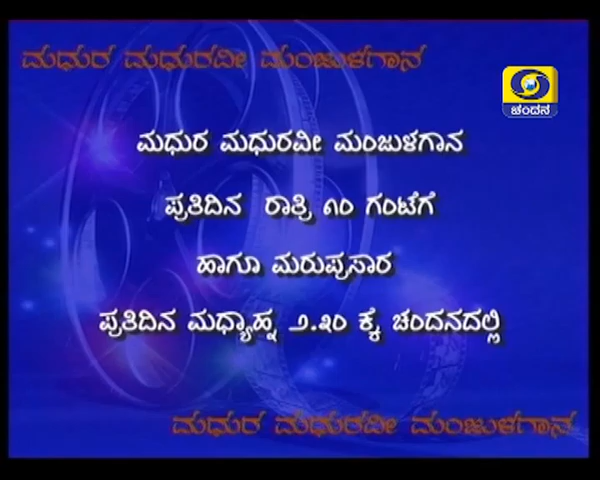 ಮಧುರ ಮಧುರವೀ ಮಂಜುಳಗಾನ
ಚಂದನ
ಮಧುರ ಮಧುರವೀ ಮಂಜುಳಗಾನ
ಪ್ರತಿದಿನ ರಾತ್ರಿ ೧೦ ಗಂಟೆಗೆ
ಹಾಗೂ ಮರುಪ್ರಸಾರ
ಪ್ರತಿದಿನ ಮಧ್ಯಾಹ್ನ ೨.೩೦ ಕ್ಕೆ ಚಂದನದಲ್ಲಿ
ಮಧುರ ಮಧುರವೀ ಮಂಜುಳಗಾನ